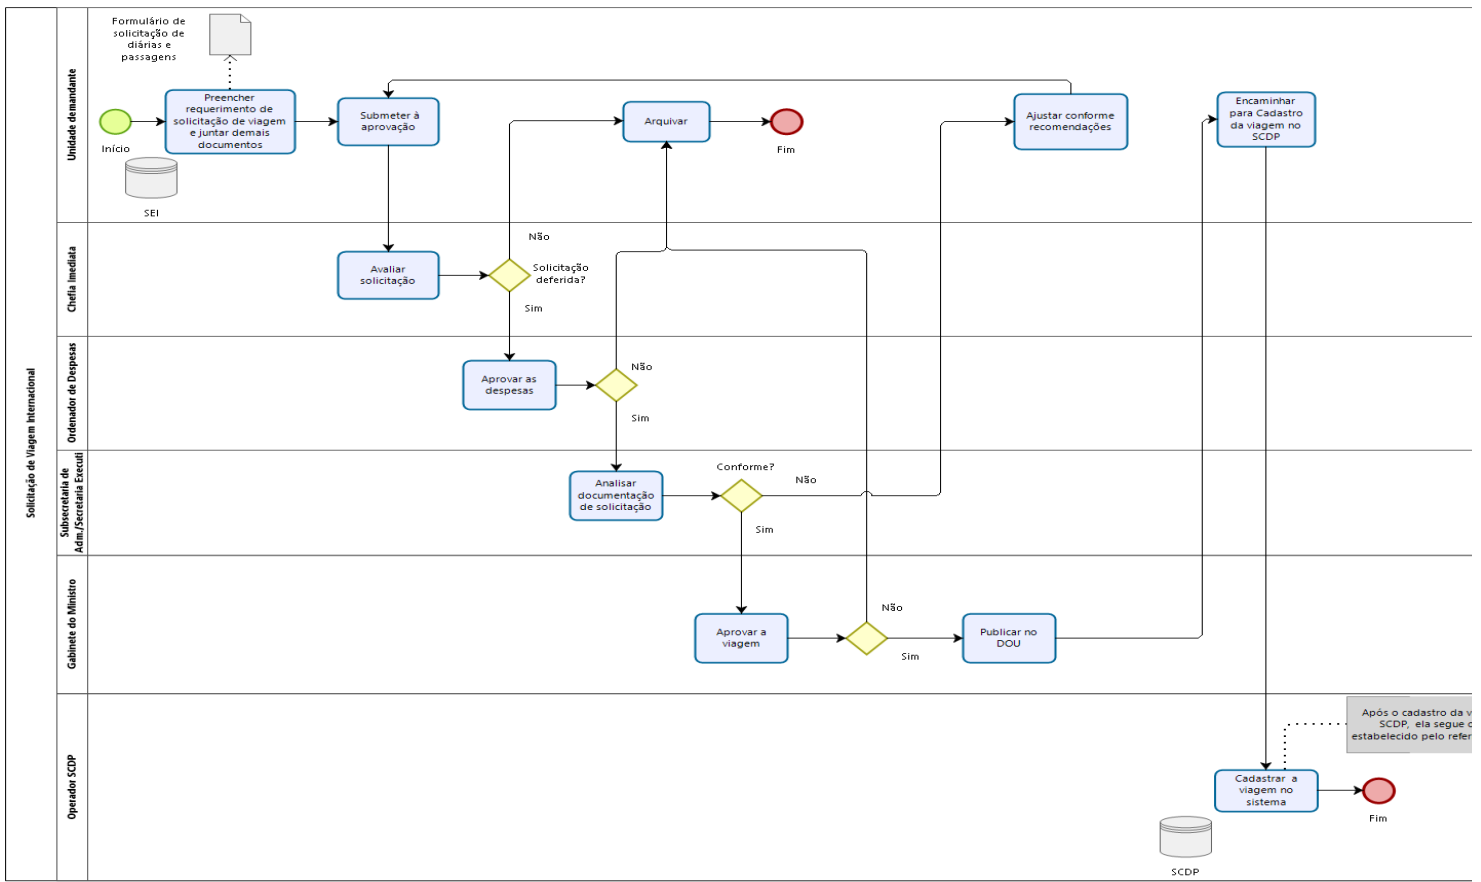 Solicitação de Viagem Internacional
Unidade demandante
Formulário de
solicitação de
diárias e
passagens
Início
Preencher
requerimento de
solicitação de viagem
e juntar demais
documentos
SEI
Submeter à
aprovação
Arquivar
Fim
Ajustar conforme
recomendações
Encaminhar
para Cadastro
da viagem no
SCDP
Chefia Imediata
Avaliar
solicitação
Não
Solicitação
deferida?
Sim
Ordenador de Despesas
Aprovar as
despesas
Não
Sim
Subsecretaria de
Adm./Secretaria Executi
Analisar
documentação
de solicitação
Conforme?
Não
Sim
Gabinete do Ministro
Aprovar a
viagem
Não
Sim
Publicar no
DOU
Operador SCDP
Após o cadastro da v
SCDP, ela segue o
estabelecido pelo refer
Cadastrar a
viagem no
sistema
Fim
SCDP